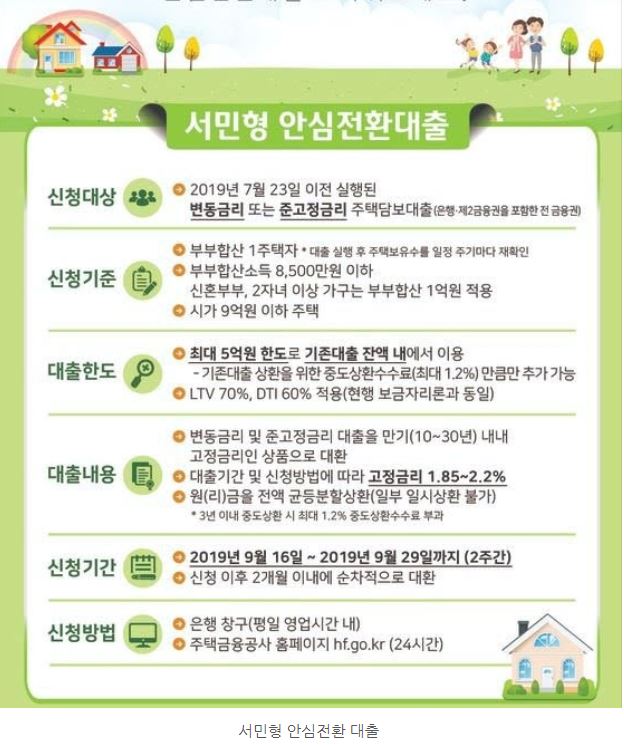 서민형 안심전환대출
신청대상
2019년 7월 23일 이전 실행된
변동금리 또는 준고정금리 주택담보대출(은행·제2금융권을 포함한 전 금융권)
신청기준
부부합산 1주택자 * 대출 실행 후 주택보유수를 일정 주기마다 재확인
부부합산소득 8,500만원 이하
신혼부부, 2자녀 이상 가구는 부부합산 1억원 적용
시가 9억원 이하 주택
대출한도
최대 5억원 한도로 기존대출 잔액 내에서 이용
- 기존대출 상환을 위한 중도상환수수료(최대 1.2%) 만큼만 추가 가능
LTV 70%, DTI 60% 적용(현행 보금자리론과 동일)
대출내용
변동금리 및 준고정금리 대출을 만기(10~30년) 내내
고정금리인 상품으로 대환
대출기간 및 신청방법에 따라 고정금리 1.85~2.2%
원(리)금을 전액 균등분할상환(일부 일시상환 불가)
* 3년 이내 중도상환 시 최대 1.2% 중도상환수수료 부과
신청기간
2019년 9월 16일 ~ 2019년 9월 29일까지 (2주간)
신청 이후 2개월 이내에 순차적으로 대환
신청방법
은행 창구(평일 영업시간 내)
주택금융공사 홈페이지 hf.go.kr (24시간)
서민형 안심전환 대출